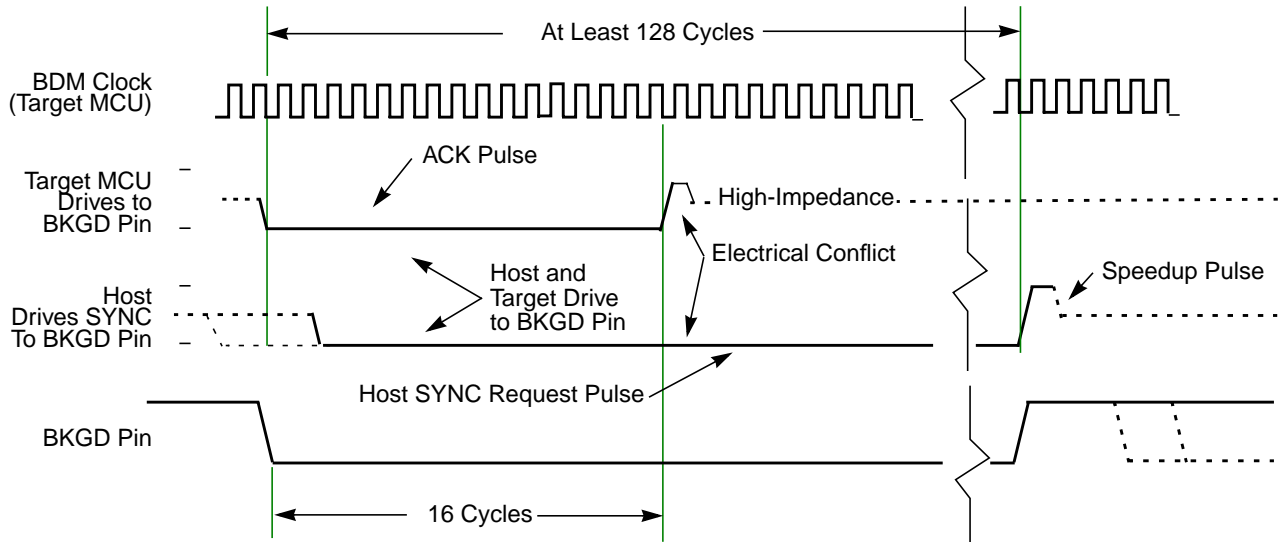 At Least 128 Cycles
BDM Clock
(Target MCU)
ACK Pulse
Target MCU
Drives to
BKGD Pin
High-Impedance
Electrical Conflict
Host and
Target Drive
to BKGD Pin
Speedup Pulse
Host
Drives SYNC
To BKGD Pin
Host SYNC Request Pulse
BKGD Pin
16 Cycles